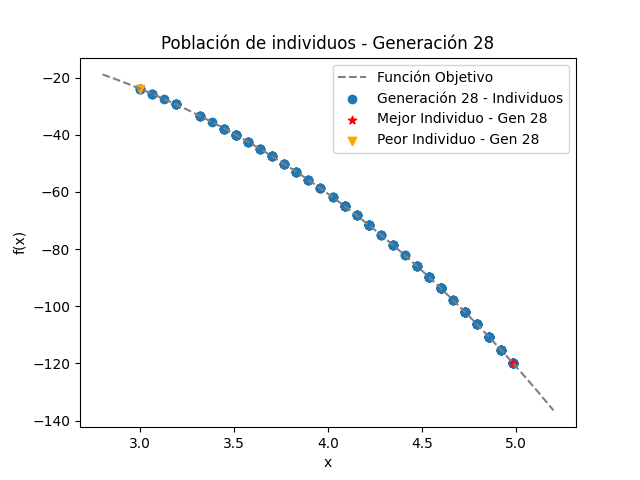 Población de individuos - Generación 28
Función Objetivo
Generación 28 - Individuos
Mejor Individuo - Gen 28
Peor Individuo - Gen 28
f(x)
−20
−40
−60
−80
−100
−120
−140
3.0 3.5 4.0 4.5 5.0
x